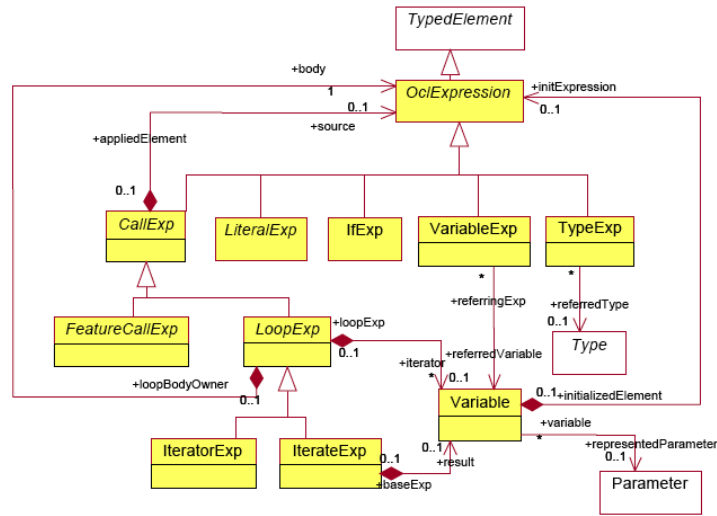 TypedElement
+body
1
OclExpression
+initExpression
0..1
0..1
+source
+appliedElement
0..1
CallExp
LiteralExp
IfExp
VariableExp
TypeExp
*
*
+referringExp
+referredType
0..1
Type
FeatureCallExp
LoopExp
+loopExp
0..1
+iterator
*
+referredVariable
0..1
+loopBodyOwner
0..1
Variable
0..1
+initializedElement
+variable
*
+representedParameter
0..1
IteratorExp
IterateExp
0..1
+baseExp
0..1
+result
Parameter